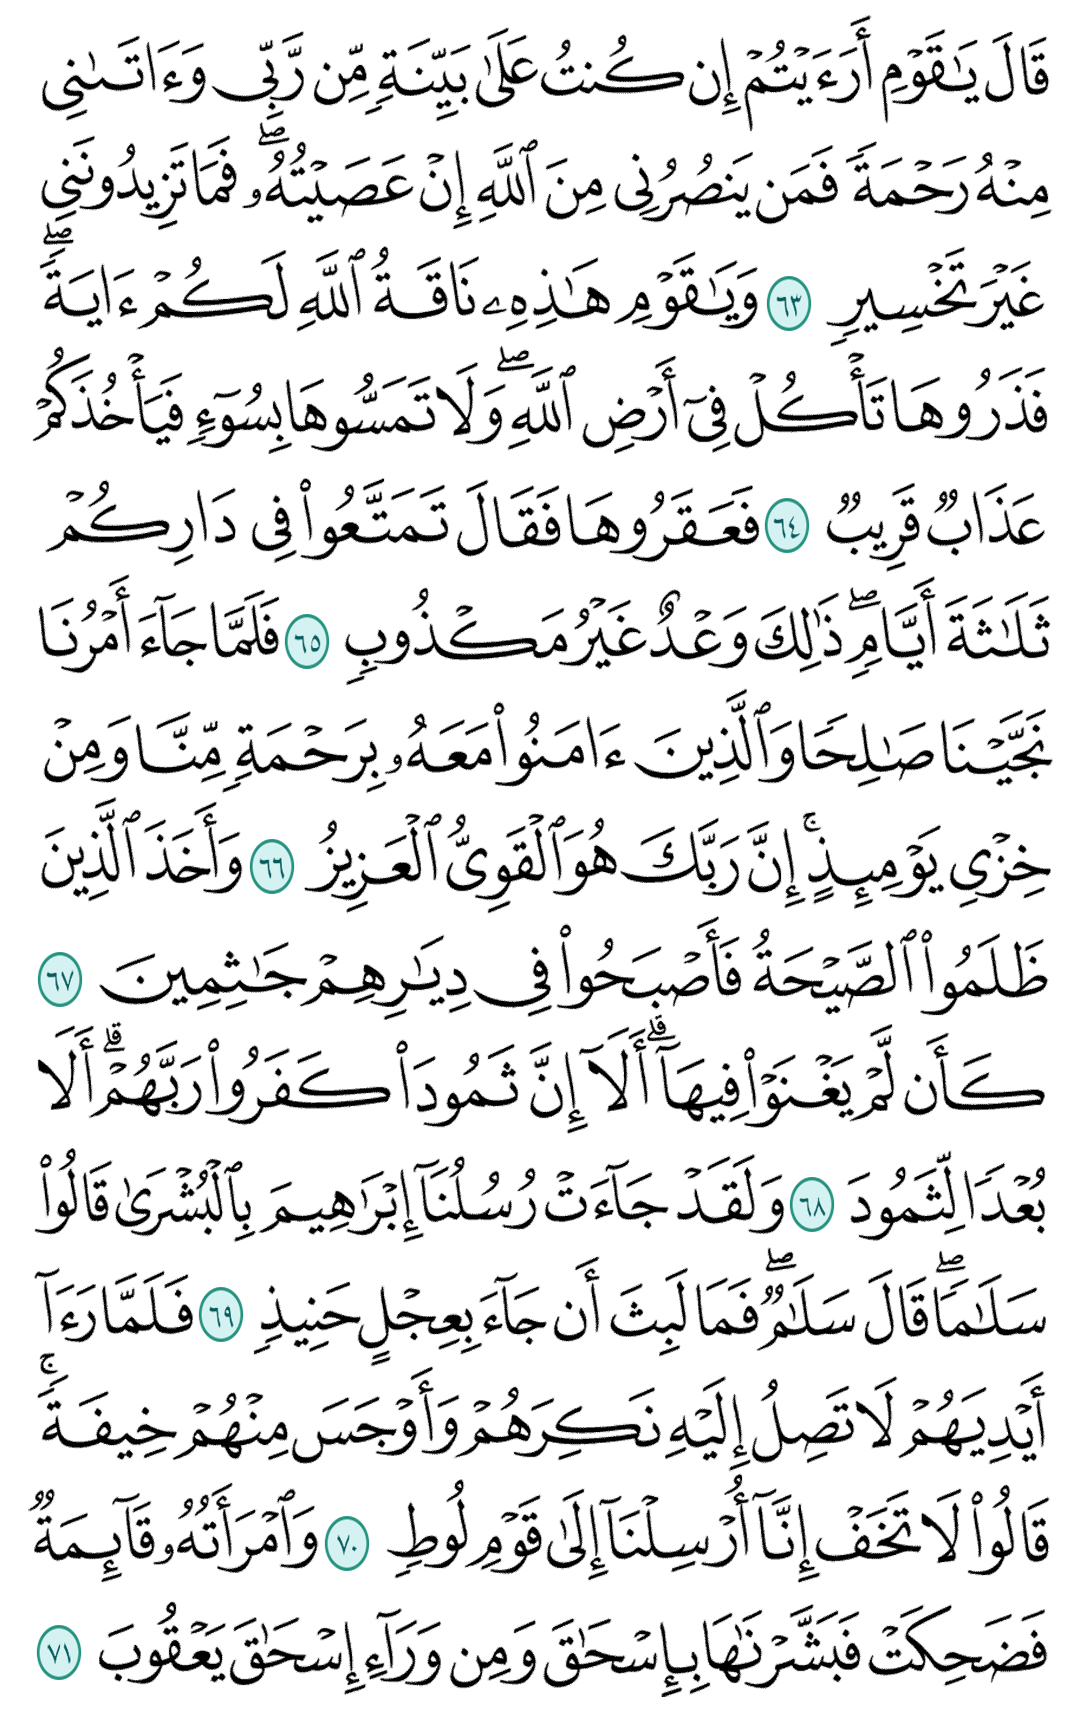 قَالَ يَٰقَوۡمِ أَرَءَيۡتُمۡ إِن كُنتُ عَلَىٰ بَيِّنَةٖ مِّن رَّبِّي وَءَاتَىٰنِي
مِنۡهُ رَحۡمَةٗ فَمَن يَنصُرُنِي مِنَ ٱللَّهِ إِنۡ عَصَيۡتُهُۥۖ فَمَا تَزِيدُونَنِي
غَيۡرَ تَخۡسِيرٖ ٦٣ وَيَٰقَوۡمِ هَٰذِهِۦ نَاقَةُ ٱللَّهِ لَكُمۡ ءَايَةٗۖ
فَذَرُوهَا تَأۡكُلۡ فِيٓ أَرۡضِ ٱللَّهِۖ وَلَا تَمَسُّوهَا بِسُوٓءٖ فَيَأۡخُذَكُمۡ
عَذَابٞ قَرِيبٞ ٦٤ فَعَقَرُوهَا فَقَالَ تَمَتَّعُواْ فِي دَارِكُمۡ
ثَلَٰثَةَ أَيَّامٖۖ ذَٰلِكَ وَعۡدٌ غَيۡرُ مَكۡذُوبٖ ٦٥ فَلَمَّا جَآءَ أَمۡرُنَا
نَجَّيۡنَا صَٰلِحٗا وَٱلَّذِينَ ءَامَنُواْ مَعَهُۥ بِرَحۡمَةٖ مِّنَّا وَمِنۡ
خِزۡيِ يَوۡمِئِذٍۚ إِنَّ رَبَّكَ هُوَ ٱلۡقَوِيُّ ٱلۡعَزِيزُ ٦٦ وَأَخَذَ ٱلَّذِينَ
ظَلَمُواْ ٱلصَّيۡحَةُ فَأَصۡبَحُواْ فِي دِيَٰرِهِمۡ جَٰثِمِينَ ٦٧
كَأَن لَّمۡ يَغۡنَوۡاْ فِيهَآۗ أَلَآ إِنَّ ثَمُودَاْ كَفَرُواْ رَبَّهُمۡۗ أَلَا
بُعۡدٗا لِّثَمُودَ ٦٨ وَلَقَدۡ جَآءَتۡ رُسُلُنَآ إِبۡرَٰهِيمَ بِٱلۡبُشۡرَىٰ قَالُواْ
سَلَٰمٗاۖ قَالَ سَلَٰمٞۖ فَمَا لَبِثَ أَن جَآءَ بِعِجۡلٍ حَنِيذٖ ٦٩ فَلَمَّا رَءَآ
أَيۡدِيَهُمۡ لَا تَصِلُ إِلَيۡهِ نَكِرَهُمۡ وَأَوۡجَسَ مِنۡهُمۡ خِيفَةٗۚ
قَالُواْ لَا تَخَفۡ إِنَّآ أُرۡسِلۡنَآ إِلَىٰ قَوۡمِ لُوطٖ ٧٠ وَٱمۡرَأَتُهُۥ قَآئِمَةٞ
فَضَحِكَتۡ فَبَشَّرۡنَٰهَا بِإِسۡحَٰقَ وَمِن وَرَآءِ إِسۡحَٰقَ يَعۡقُوبَ ٧١